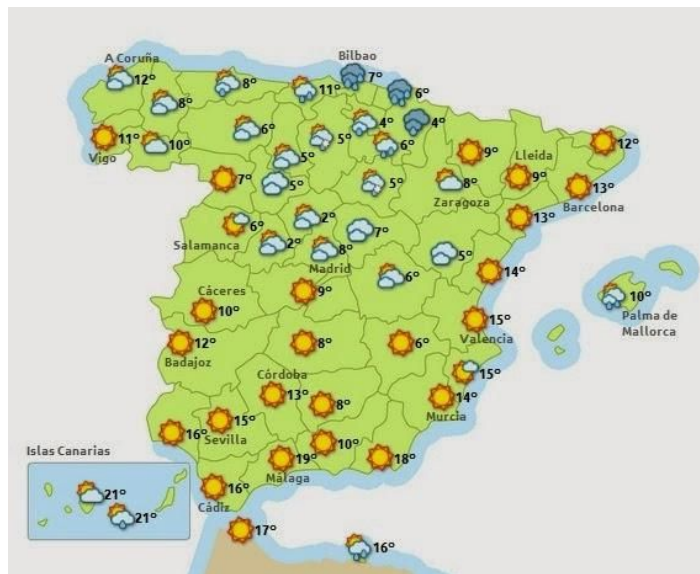 Bilbao
A Coruña
7°
12°
8°
11°
6°
8°
6°
5°
4°
6°
4°
11°
Vigo
10°
5°
9°
12°
Lleida
7°
5°
5°
8°
Zaragoza
9°
13°
Barcelona
13°
6°
Salamanca
2°
2°
8°
Madrid
7°
5°
6°
14°
Cáceres
10°
9°
10°
Palma de
Mallorca
15°
Valencia
12°
Badajoz
8°
6°
15°
Córdoba
13°
8°
14°
Murcia
16°
15°
Sevilla
10°
18°
19°
Málaga
Islas Canarias
21°
21°
16°
Cádiz
17°
16°